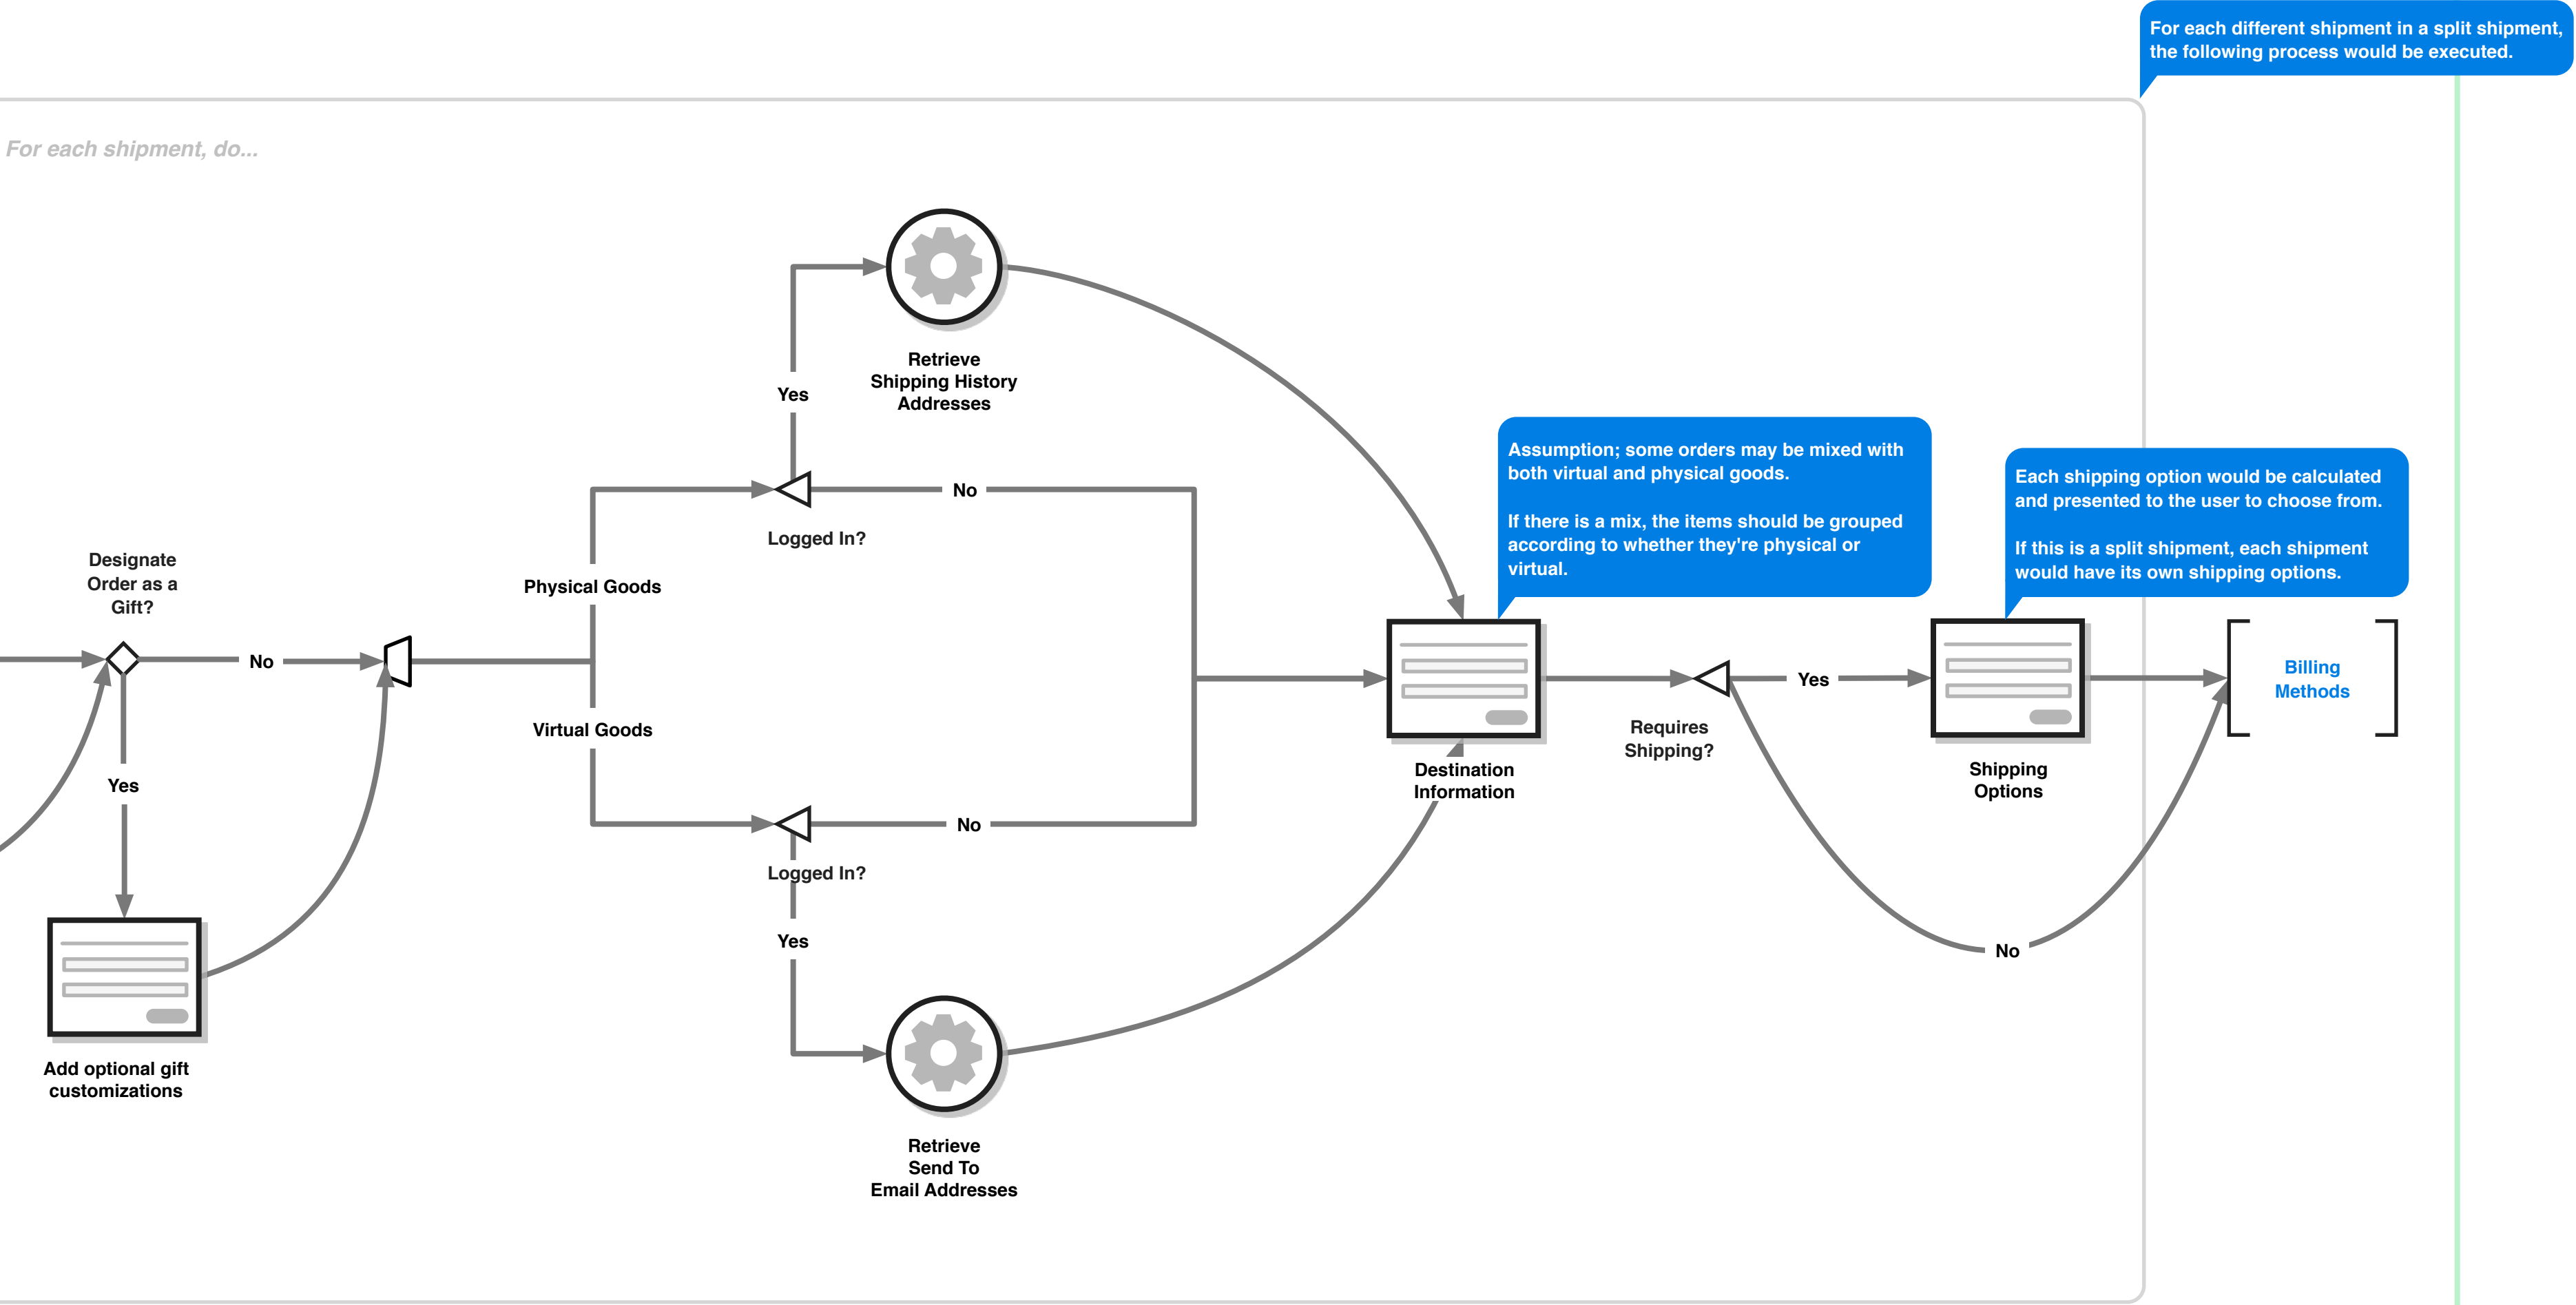 For each different shipment in a split shipment,
the following process would be executed.
For each shipment, do...
Retrieve
Shipping History
Addresses
Yes
No
Logged In?
Assumption; some orders may be mixed with
both virtual and physical goods.
If there is a mix, the items should be grouped
according to whether they're physical or
virtual.
Each shipping option would be calculated
and presented to the user to choose from.
If this is a split shipment, each shipment
would have its own shipping options.
Designate
Order as a
Gift?
Physical Goods
No
Virtual Goods
Yes
Destination
Information
Requires
Shipping?
Yes
Shipping
Options
Billing
Methods
No
Logged In?
Yes
No
Add optional gift
customizations
Retrieve
Send To
Email Addresses